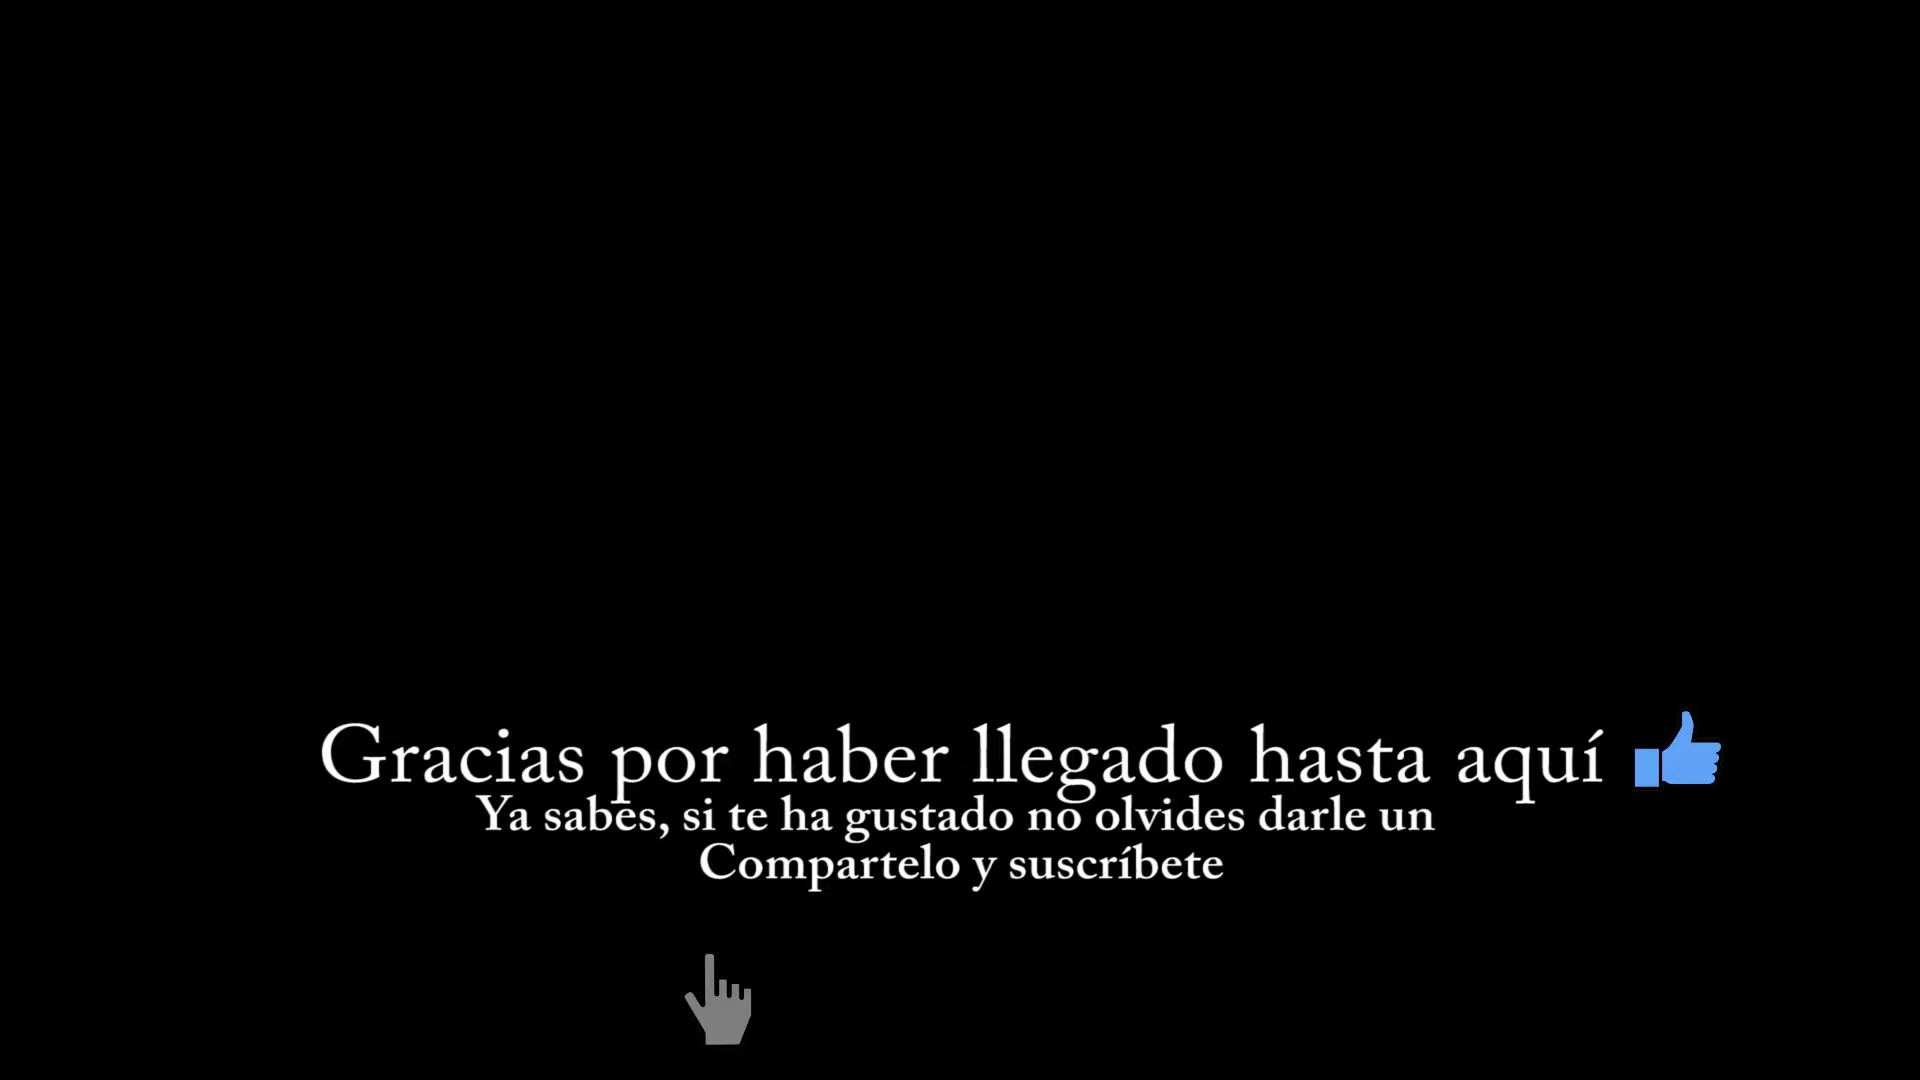 Gracias por haber llegado hasta aquí
Ya sabes, si te ha gustado no olvides darle un
Compartelo y suscríbete